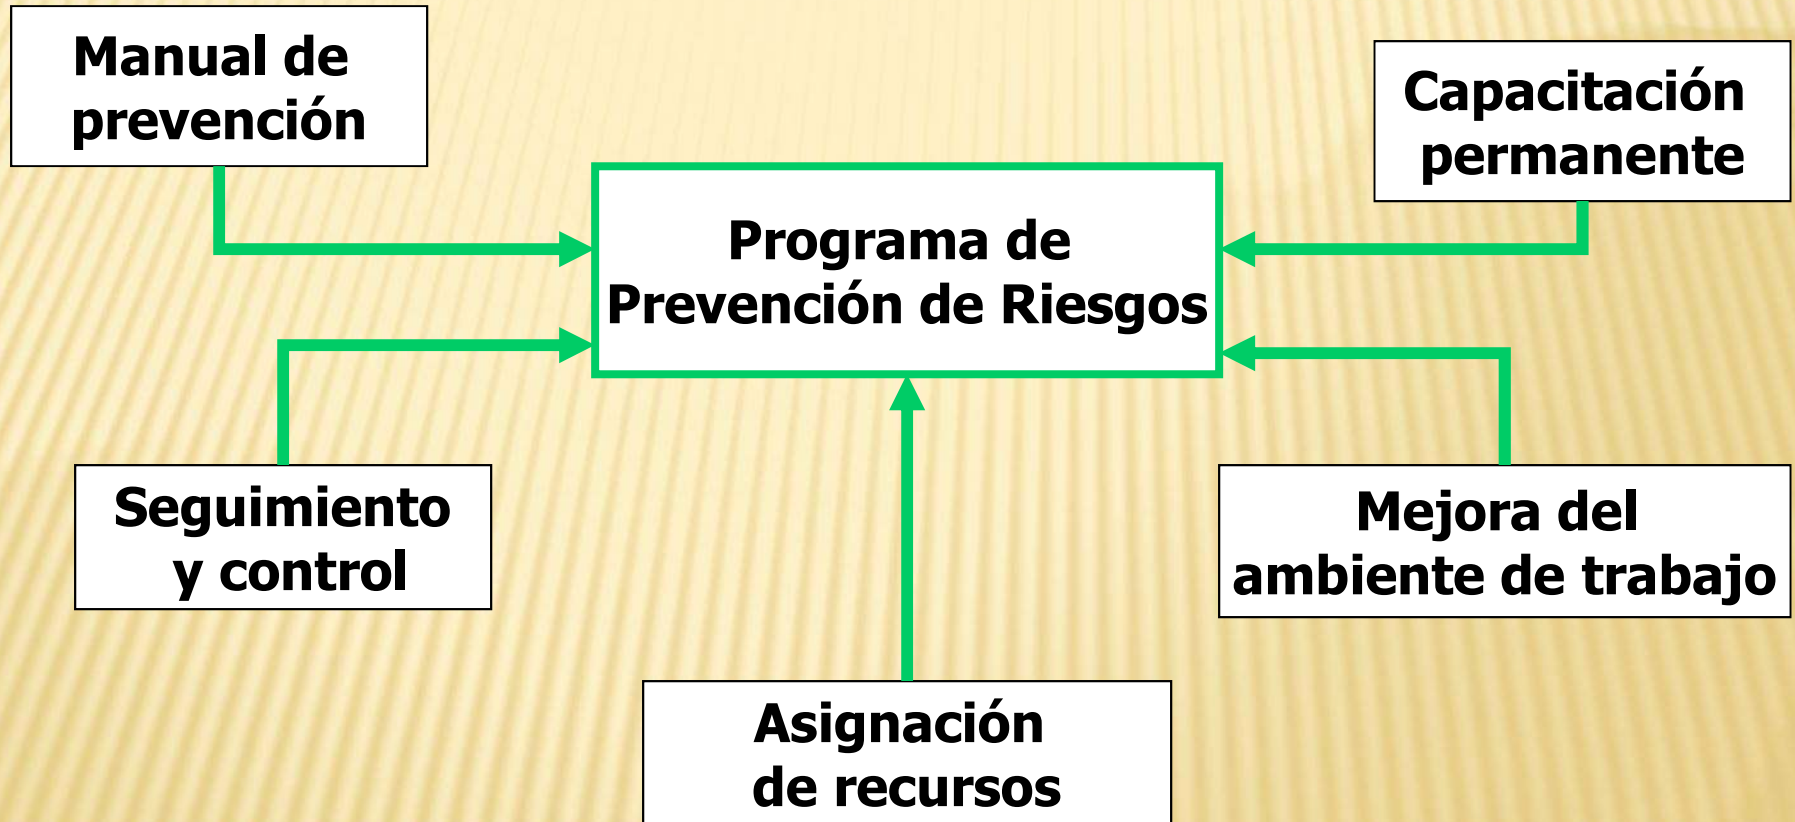 Manual de
prevención
Capacitación
permanente
Programa de
Prevención de Riesgos
Seguimiento
y control
Mejora del
ambiente de trabajo
Asignación
de recursos